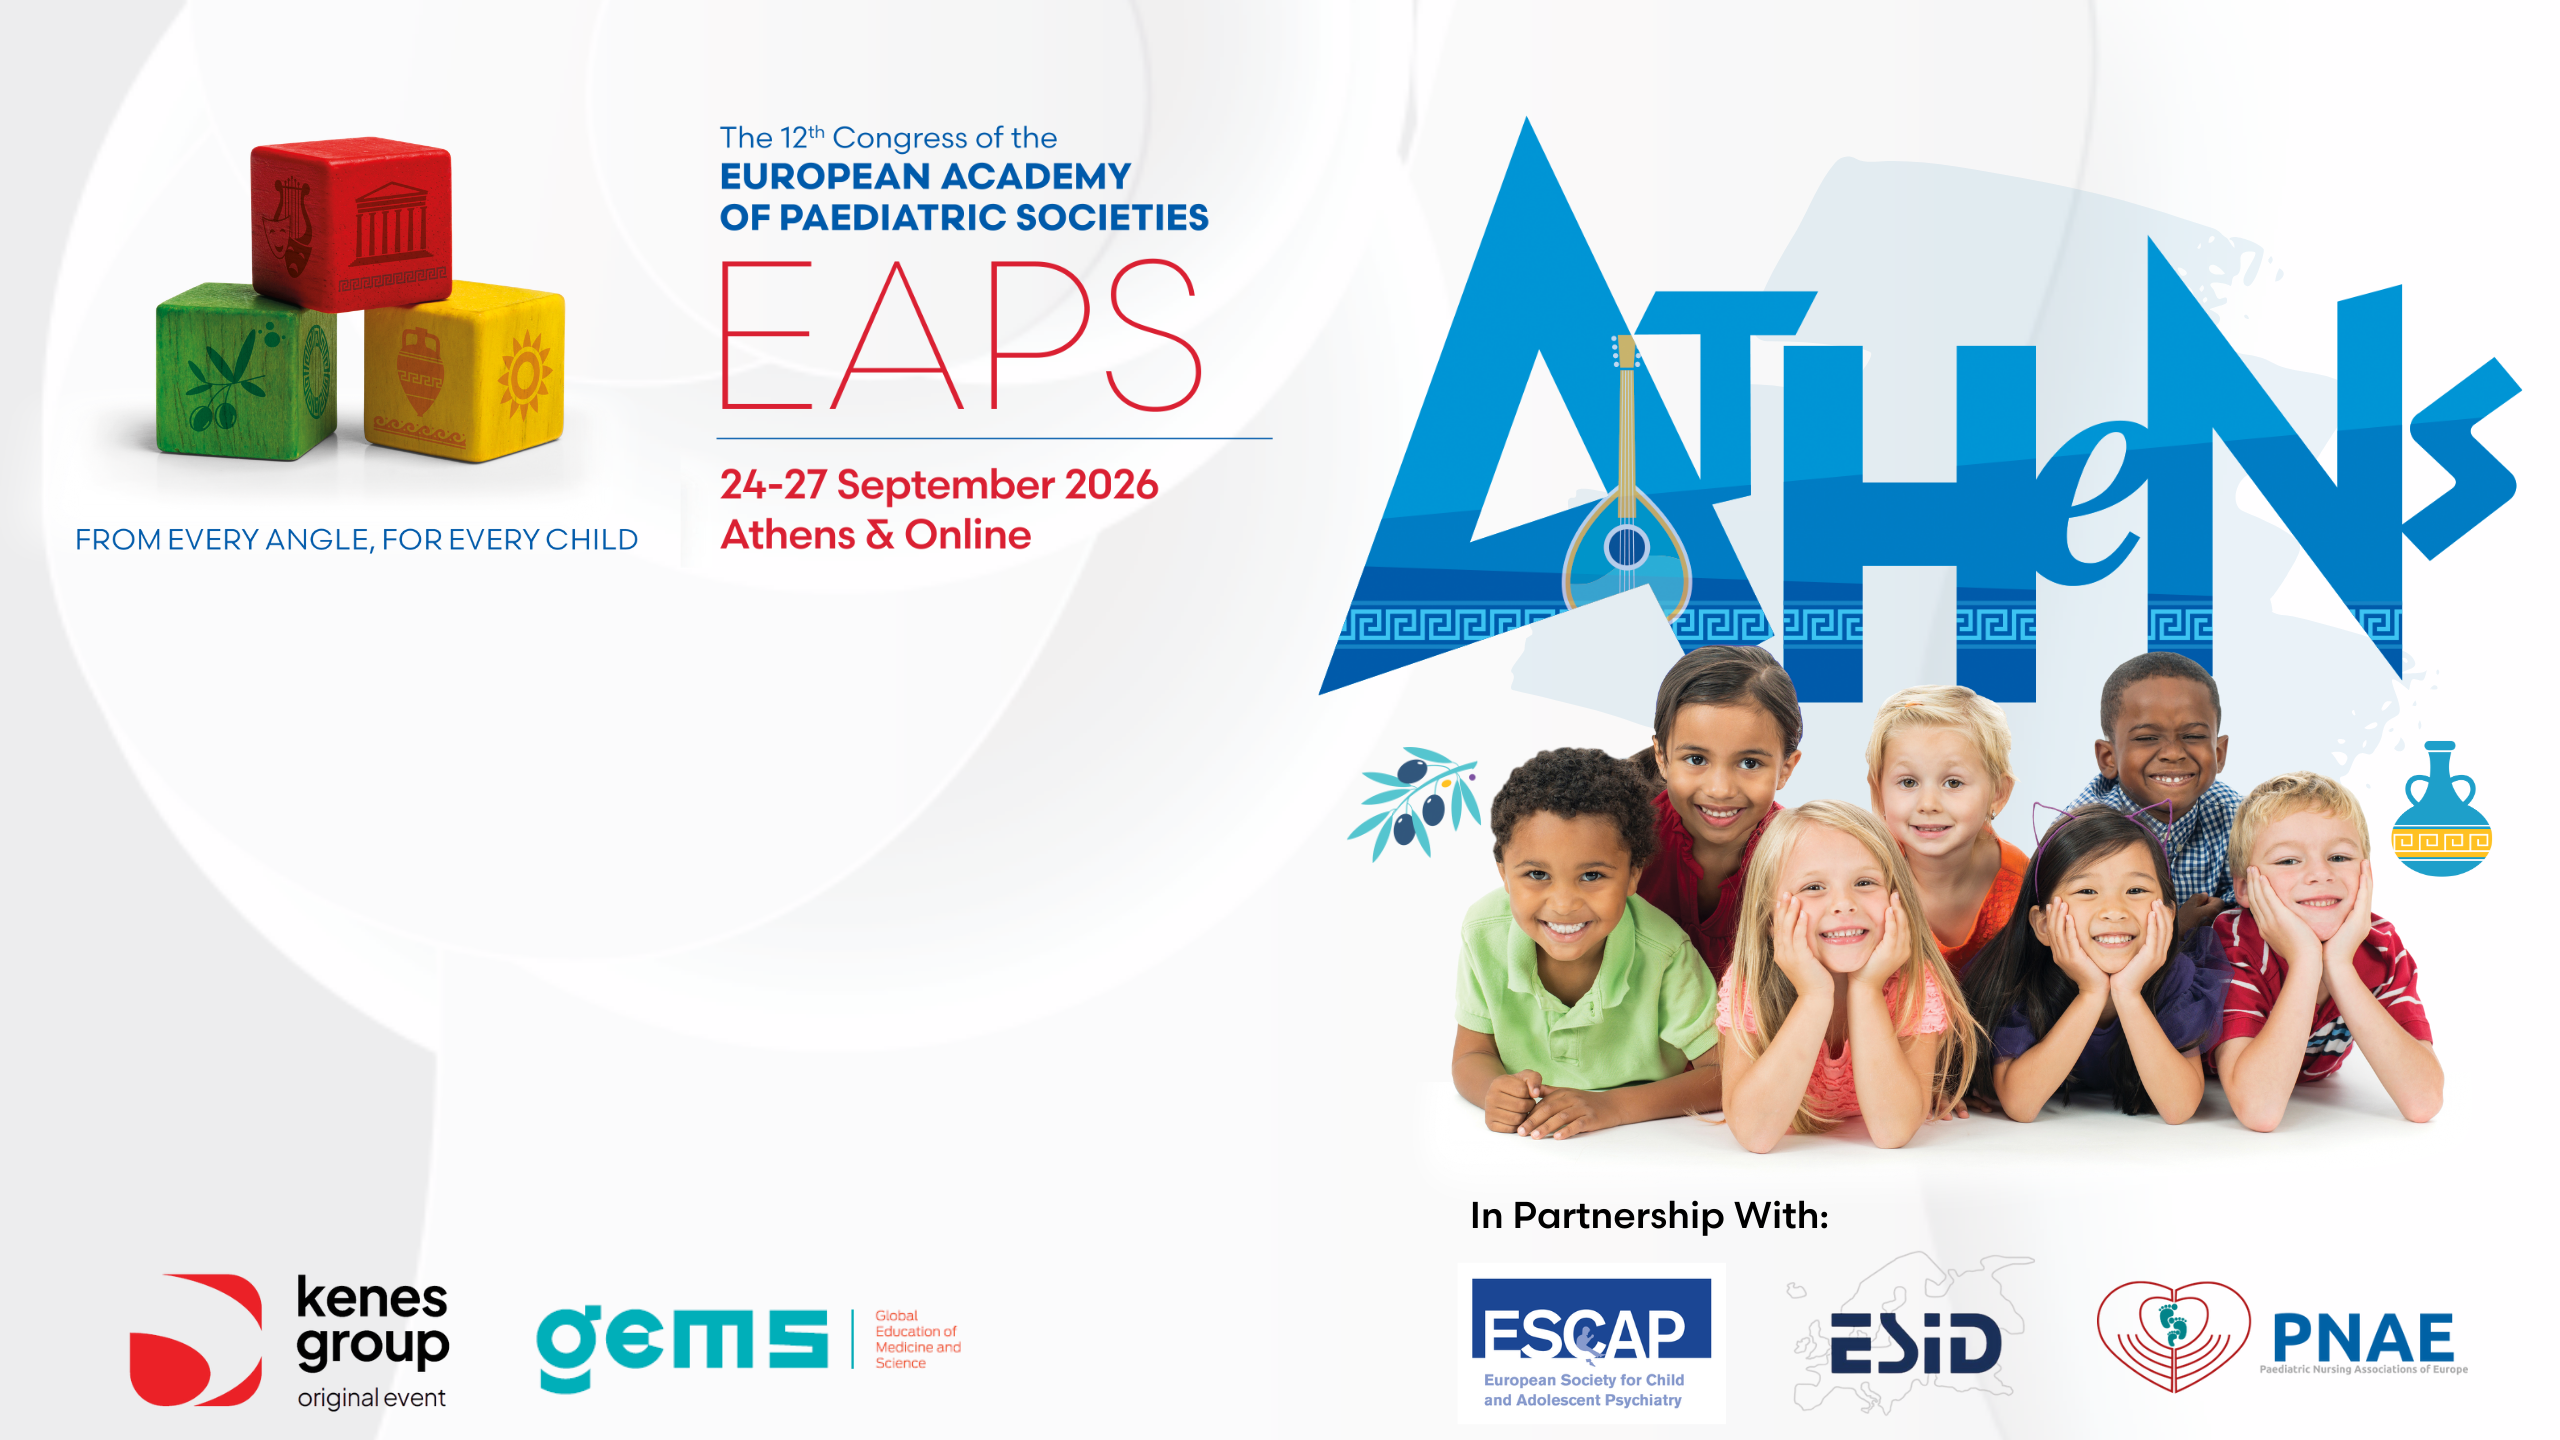 The 12th Congress of the
EUROPEAN ACADEMY
OF PAEDIATRIC SOCIETIES
EAPS
24-27 September 2026
Athens & Online
FROM EVERY ANGLE, FOR EVERY CHILD
ATHeNS
In Partnership With:
kenes
group
original event
gems
Global
Education of
Medicine and
Science
ESCAP
European Society for Child
and Adolescent Psychiatry
ESiD
PNAE
Paediatric Nursing Associations of Europe